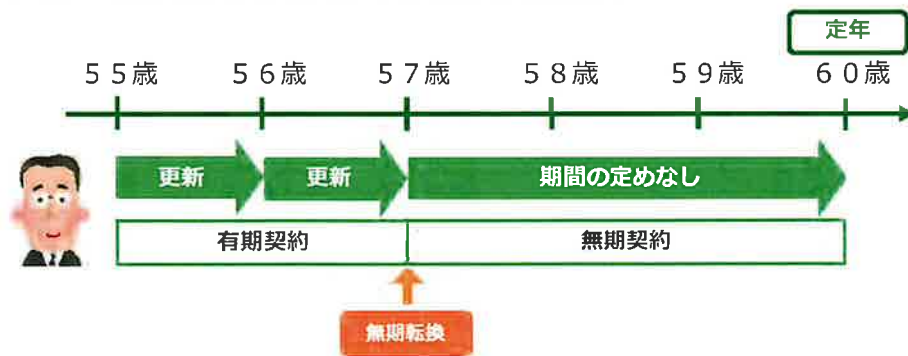 定年
５５歳 ５６歳 ５７歳 ５８歳 ５９歳 ６０歳
更新 更新 期間の定めなし
有期契約 無期契約
無期転換